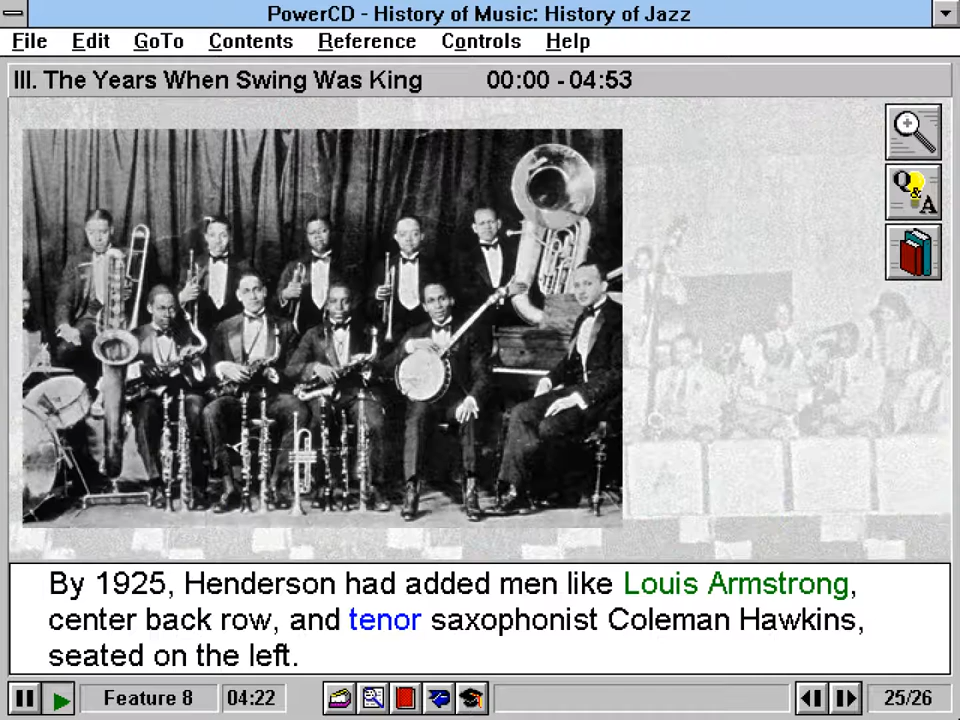 PowerCD - History of Music: History of Jazz
File Edit GoTo Contents Reference Controls Help
III. The Years When Swing Was King 00:00 - 04:53
Q & A
By 1925, Henderson had added men like Louis Armstrong,
center back row, and tenor saxophonist Coleman Hawkins,
seated on the left.
Feature 8 04:22 25/26